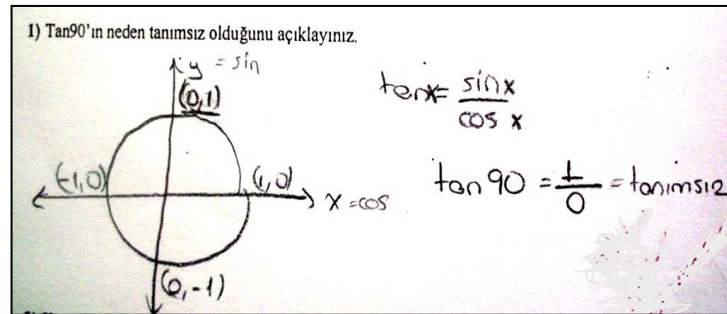 1) Tan90'ın neden tanımsız olduğunu açıklayınız.
y = sin
(0,1)
(-1,0)
(1,0)
x = cos
(0,-1)
tanx = sinx / cos x
tan 90 = 1/0 = tanımsız